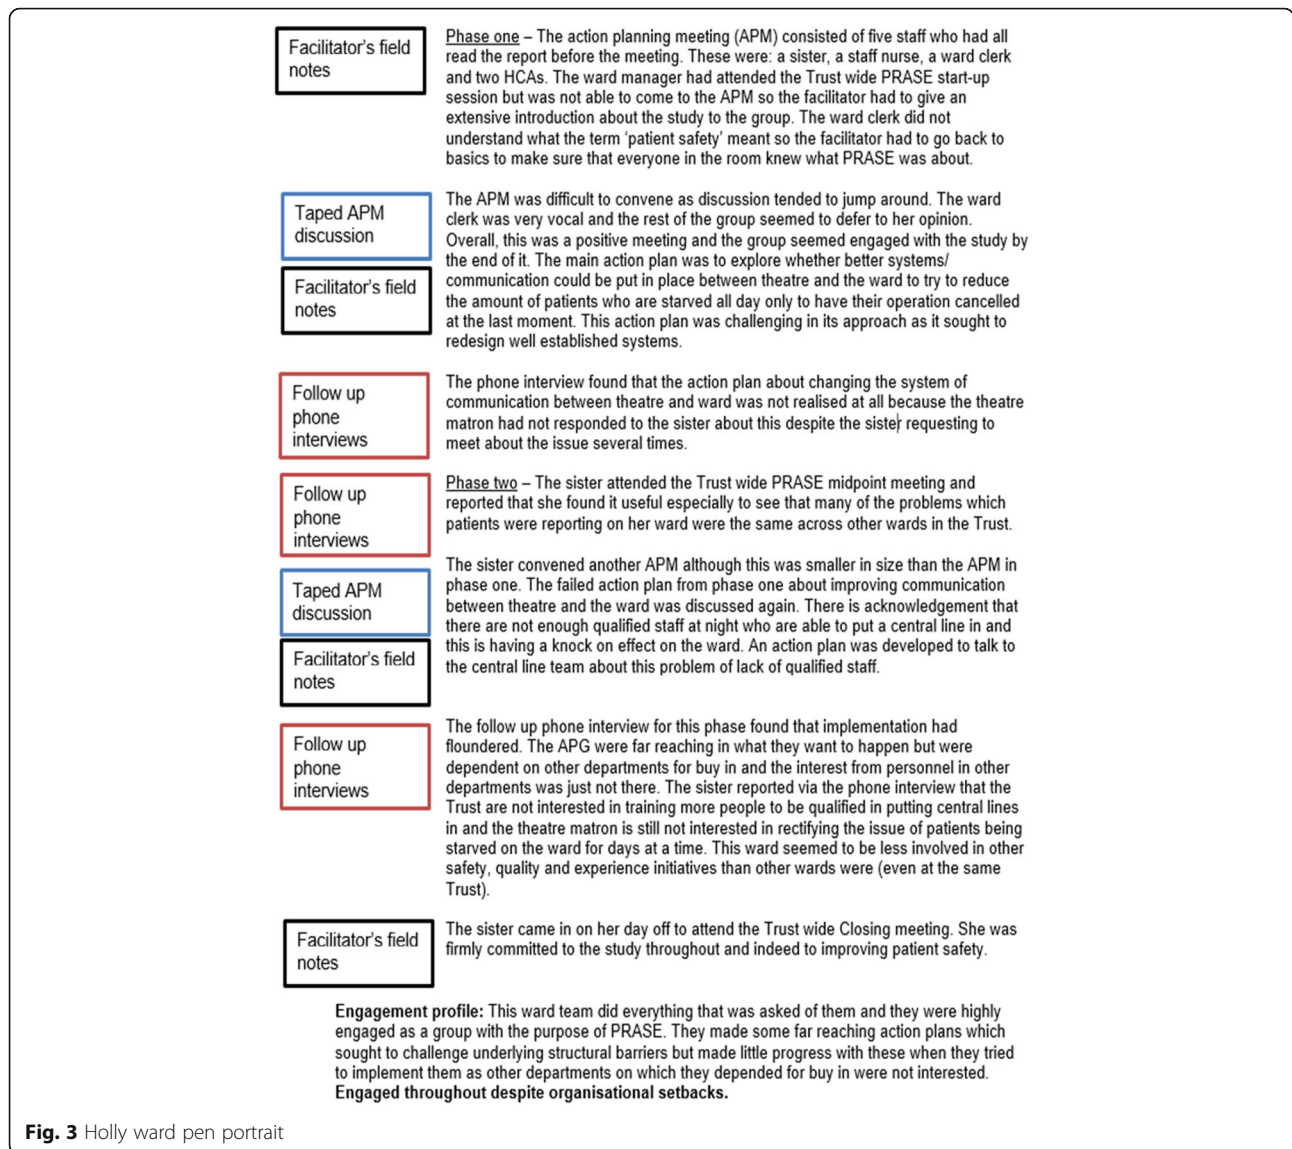 Facilitator's field
notes
Phase one – The action planning meeting (APM) consisted of five staff who had all
read the report before the meeting. These were: a sister, a staff nurse, a ward clerk
and two HCAs. The ward manager had attended the Trust wide PRASE start-up
session but was not able to come to the APM so the facilitator had to give an
extensive introduction about the study to the group. The ward clerk did not
understand what the term 'patient safety' meant so the facilitator had to go back to
basics to make sure that everyone in the room knew what PRASE was about.
Taped APM
discussion
Facilitator's field
notes
The APM was difficult to convene as discussion tended to jump around. The ward
clerk was very vocal and the rest of the group seemed to defer to her opinion.
Overall, this was a positive meeting and the group seemed engaged with the study by
the end of it. The main action plan was to explore whether better systems/
communication could be put in place between theatre and the ward to try to reduce
the amount of patients who are starved all day only to have their operation cancelled
at the last moment. This action plan was challenging in its approach as it sought to
redesign well established systems.
Follow up
phone
interviews
The phone interview found that the action plan about changing the system of
communication between theatre and ward was not realised at all because the theatre
matron had not responded to the sister about this despite the sister requesting to
meet about the issue several times.
Follow up
phone
interviews
Phase two – The sister attended the Trust wide PRASE midpoint meeting and
reported that she found it useful especially to see that many of the problems which
patients were reporting on her ward were the same across other wards in the Trust.
Taped APM
discussion
Facilitator's field
notes
The sister convened another APM although this was smaller in size than the APM in
phase one. The failed action plan from phase one about improving communication
between theatre and the ward was discussed again. There is acknowledgement that
there are not enough qualified staff at night who are able to put a central line in and
this is having a knock on effect on the ward. An action plan was developed to talk to
the central line team about this problem of lack of qualified staff.
Follow up
phone
interviews
The follow up phone interview for this phase found that implementation had
floundered. The APG were far reaching in what they want to happen but were
dependent on other departments for buy in and the interest from personnel in other
departments was just not there. The sister reported via the phone interview that the
Trust are not interested in training more people to be qualified in putting central lines
in and the theatre matron is still not interested in rectifying the issue of patients being
starved on the ward for days at a time. This ward seemed to be less involved in other
safety, quality and experience initiatives than other wards were (even at the same
Trust).
Facilitator's field
notes
The sister came in on her day off to attend the Trust wide Closing meeting. She was
firmly committed to the study throughout and indeed to improving patient safety.
Engagement profile: This ward team did everything that was asked of them and they were highly
engaged as a group with the purpose of PRASE. They made some far reaching action plans which
sought to challenge underlying structural barriers but made little progress with these when they tried
to implement them as other departments on which they depended for buy in were not interested.
Engaged throughout despite organisational setbacks.
Fig. 3 Holly ward pen portrait